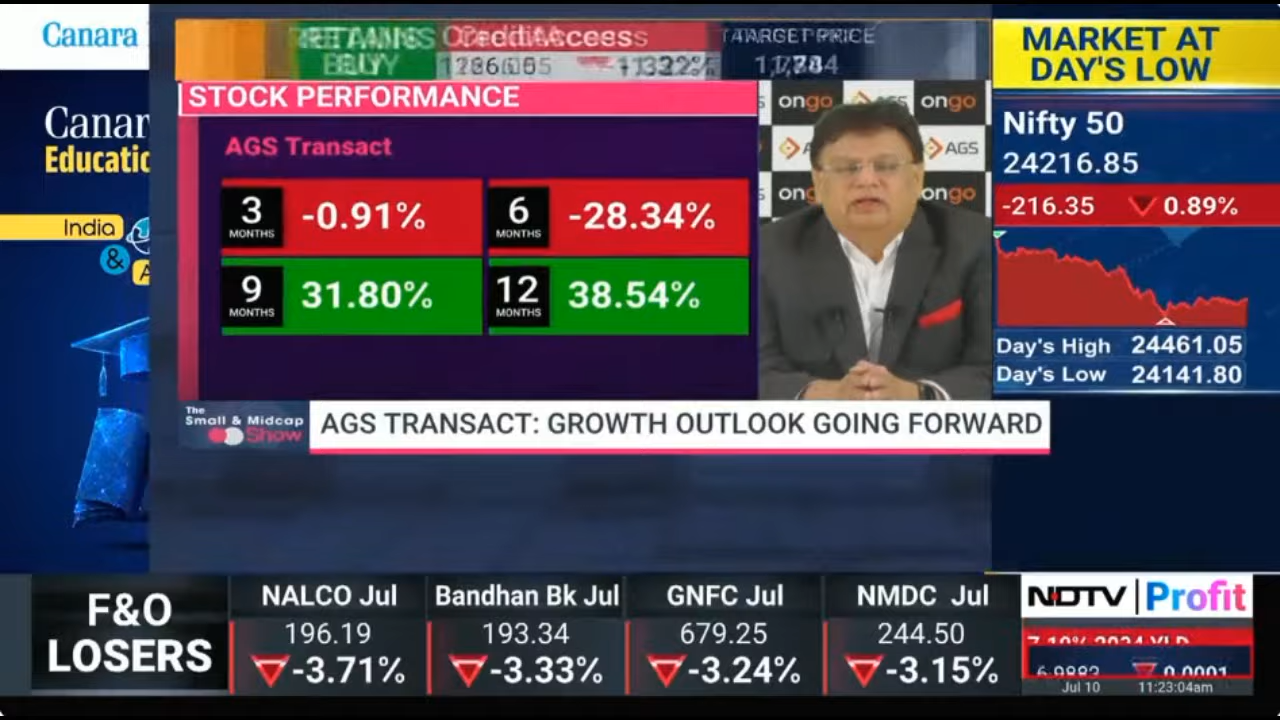 Canara
Canar
Educatio
India
&
A
TARGET PRICE
STOCK PERFORMANCE
AGS Transact
3 MONTHS -0.91%
6 MONTHS -28.34%
9 MONTHS 31.80%
12 MONTHS 38.54%
ongo
ongo
AGS
ongo
The
Small & Midcap
Show
AGS TRANSACT: GROWTH OUTLOOK GOING FORWARD
MARKET AT
DAY'S LOW
Nifty 50
24216.85
-216.35 0.89%
Day's High 24461.05
Day's Low 24141.80
F&O
LOSERS
NALCO Jul
196.19
-3.71%
Bandhan Bk Jul
193.34
-3.33%
GNFC Jul
679.25
-3.24%
NMDC Jul
244.50
-3.15%
NDTV Profit
Jul 10 11:23:04am